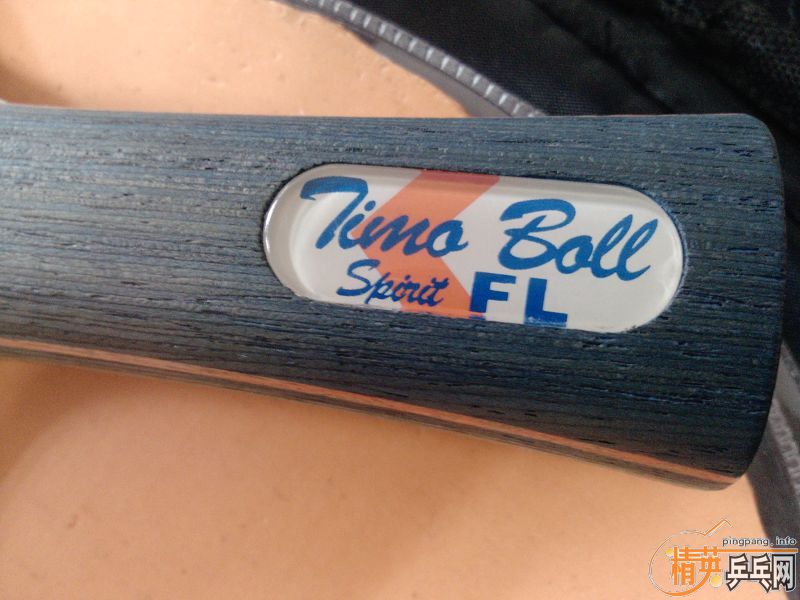 Timo Boll
Spirit FL
pingpang.info
精英乒乓网